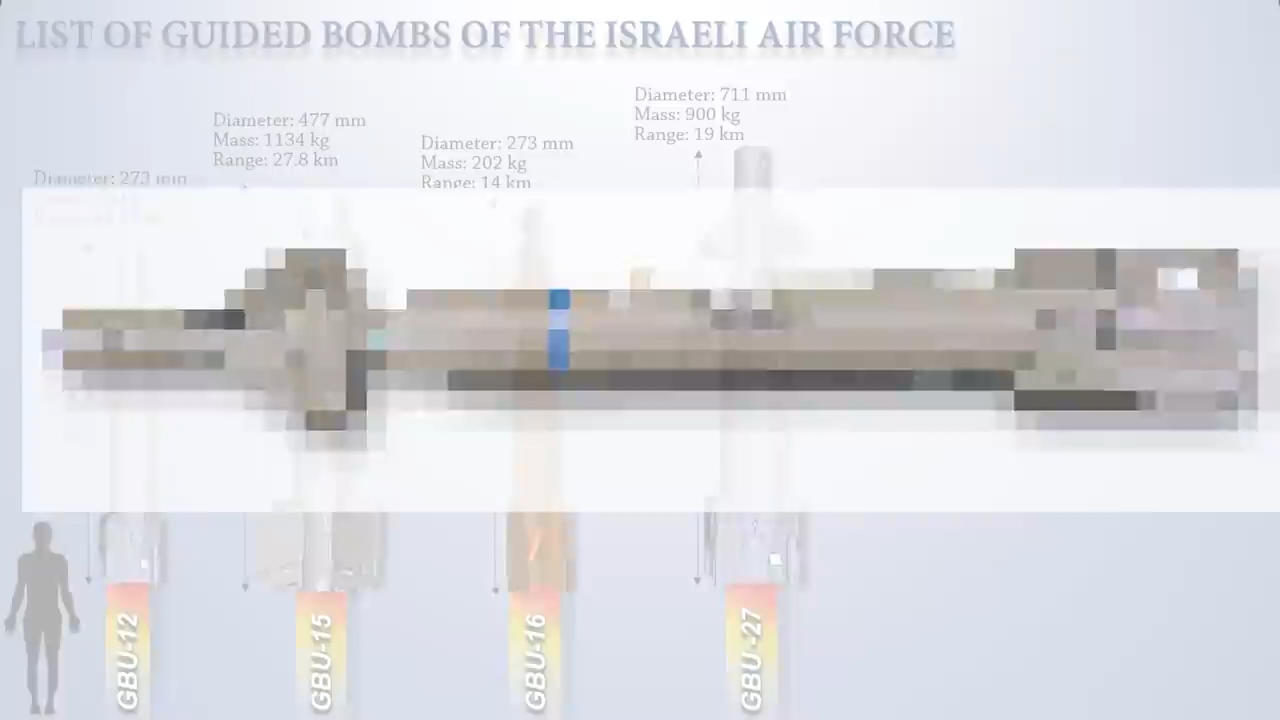 LIST OF GUIDED BOMBS OF THE ISRAELI AIR FORCE
Diameter: 711 mm
Mass: 900 kg
Range: 19 km
Diameter: 477 mm
Mass: 1134 kg
Range: 27.8 km
Diameter: 273 mm
Mass: 202 kg
Range: 14 km
Diameter: 273 mm
GBU-12
GBU-15
GBU-16
GBU-27